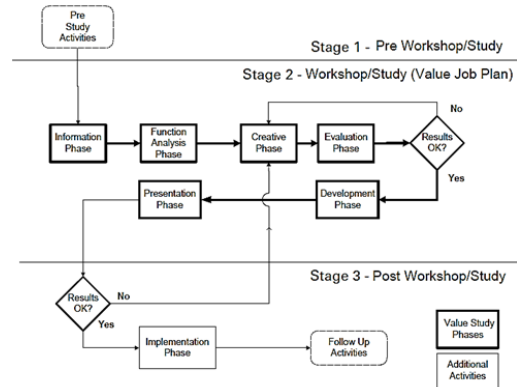 Pre
Study
Activities
Stage 1 - Pre Workshop/Study
Stage 2 - Workshop/Study (Value Job Plan)
No
Information
Phase
Function
Analysis
Phase
Creative
Phase
Evaluation
Phase
Results
OK?
Yes
Presentation
Phase
Development
Phase
Stage 3 - Post Workshop/Study
Results
OK?
No
Yes
Implementation
Phase
Follow Up
Activities
Value Study
Phases
Additional
Activities